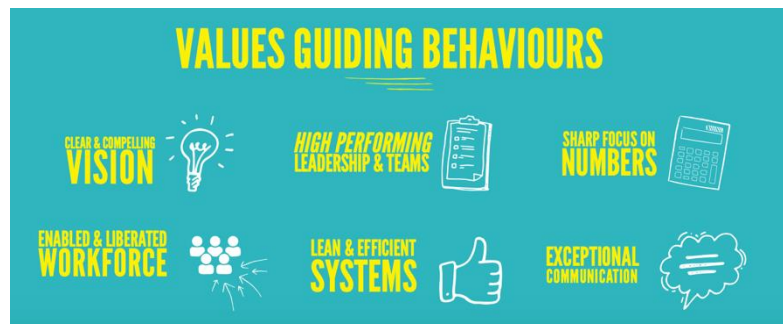 VALUES GUIDING BEHAVIOURS
CLEAR & COMPELLING
VISION
HIGH PERFORMING
LEADERSHIP & TEAMS
SHARP FOCUS ON
NUMBERS
ENABLED & LIBERATED
WORKFORCE
LEAN & EFFICIENT
SYSTEMS
EXCEPTIONAL
COMMUNICATION